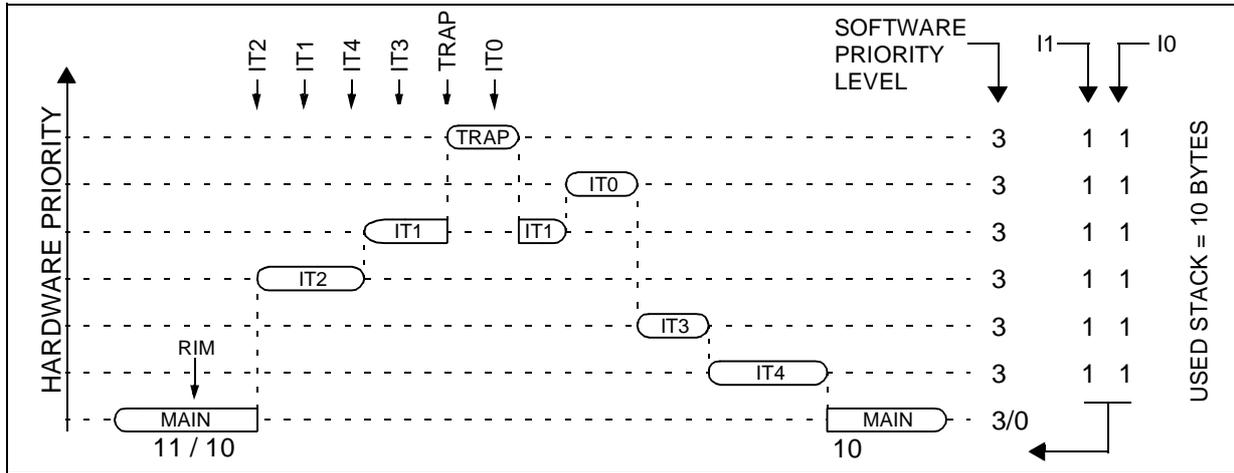 IT2
IT1
IT4
IT3
TRAP
IT0
SOFTWARE
PRIORITY
LEVEL
I1
I0
HARDWARE PRIORITY
TRAP
3
1 1
IT0
3
1 1
IT1
IT1
3
1 1
IT2
3
1 1
IT3
3
1 1
RIM
IT4
3
1 1
MAIN
MAIN
3/0
11 / 10
10
USED STACK = 10 BYTES